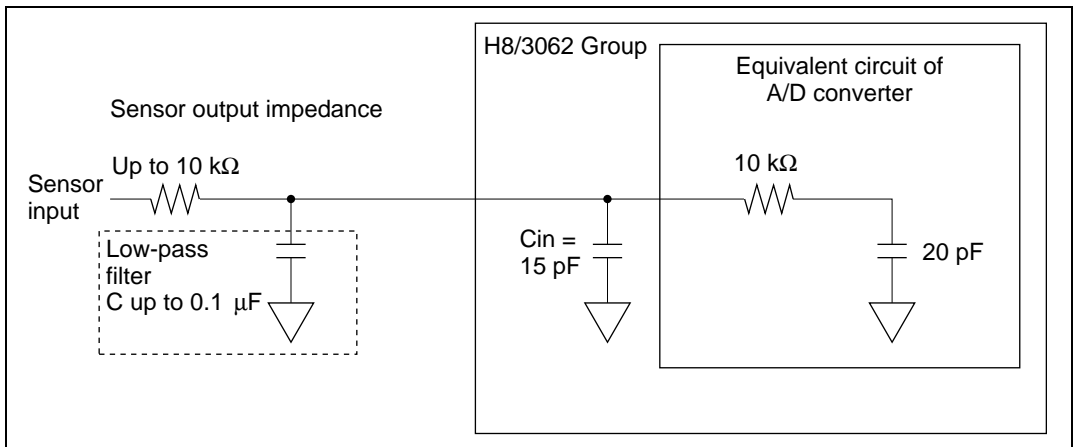 H8/3062 Group
Equivalent circuit of
A/D converter
Sensor output impedance
Up to 10 kΩ
10 kΩ
Sensor
input
Low-pass
filter
C up to 0.1 μF
Cin =
15 pF
20 pF